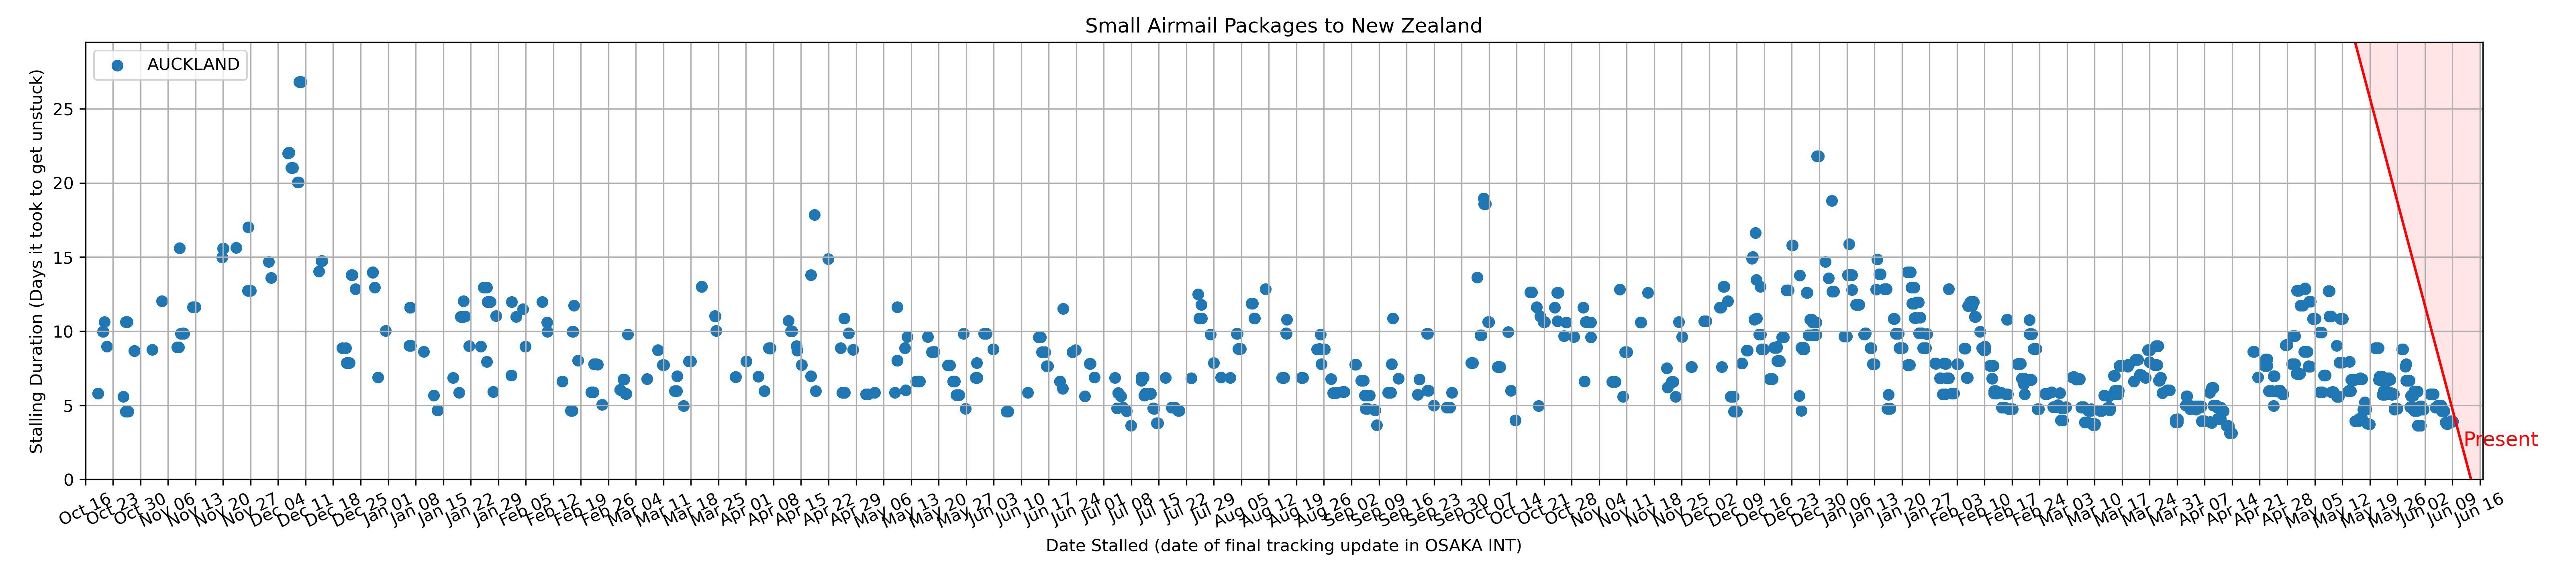 Small Airmail Packages to New Zealand
AUCKLAND
Stalling Duration (Days it took to get unstuck)
25
20
15
10
5
0
Present
Oct 16
Oct 23
Oct 30
Nov 06
Nov 13
Nov 20
Nov 27
Dec 04
Dec 11
Dec 18
Dec 25
Jan 01
Jan 08
Jan 15
Jan 22
Jan 29
Feb 05
Feb 12
Feb 19
Feb 26
Mar 04
Mar 11
Mar 18
Mar 25
Apr 01
Apr 08
Apr 15
Apr 22
Apr 29
May 06
May 13
May 20
May 27
Jun 03
Jun 10
Jun 17
Jun 24
Jul 01
Jul 08
Jul 15
Jul 22
Jul 29
Aug 05
Aug 12
Aug 19
Aug 26
Sep 02
Sep 09
Sep 16
Sep 23
Sep 30
Oct 07
Oct 14
Oct 21
Oct 28
Nov 04
Nov 11
Nov 18
Nov 25
Dec 02
Dec 09
Dec 16
Dec 23
Dec 30
Jan 06
Jan 13
Jan 20
Jan 27
Feb 03
Feb 10
Feb 17
Feb 24
Mar 03
Mar 10
Mar 17
Mar 24
Mar 31
Apr 07
Apr 14
Apr 21
Apr 28
May 05
May 12
May 19
May 26
Jun 02
Jun 09
Jun 16
Date Stalled (date of final tracking update in OSAKA INT)